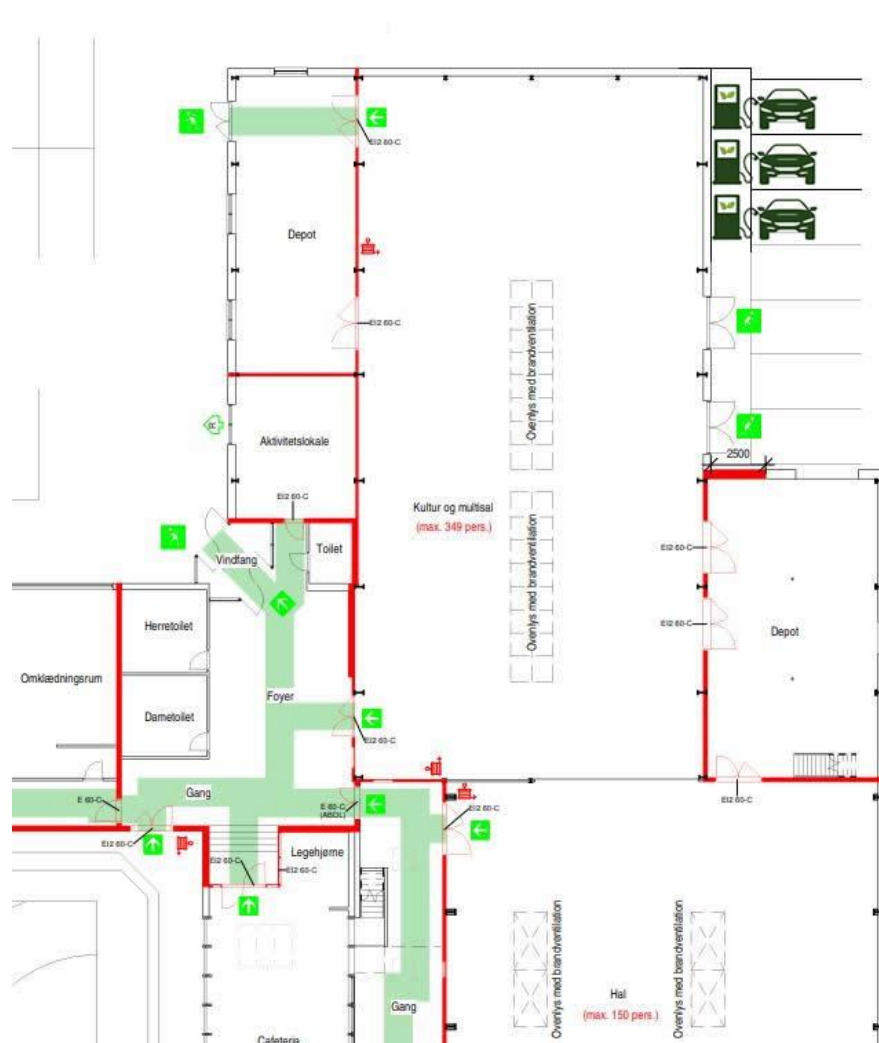 EI2 60-C
Depot
EI2 60-C
Ovenlys med brandventilation
R
Aktivitetslokale
2500
EI2 60-C
Kultur og multisal
(max. 349 pers.)
Toilet
Vindfang
EI2 60-C
Ovenlys med brandventilation
Herretoilet
EI2 60-C
Depot
Omklædningsrum
Foyer
Dametoilet
EI2 60-C
Gang
E 60-C
E 60-C
(ABDL)
EI2 60-C
EI2 60-C
EI2 60-C
Legehjørne
EI2 60-C
EI2 60-C
Ovenlys med brandventilation
Ovenlys med brandventilation
Hal
(max. 150 pers.)
Gang
Cafeteria